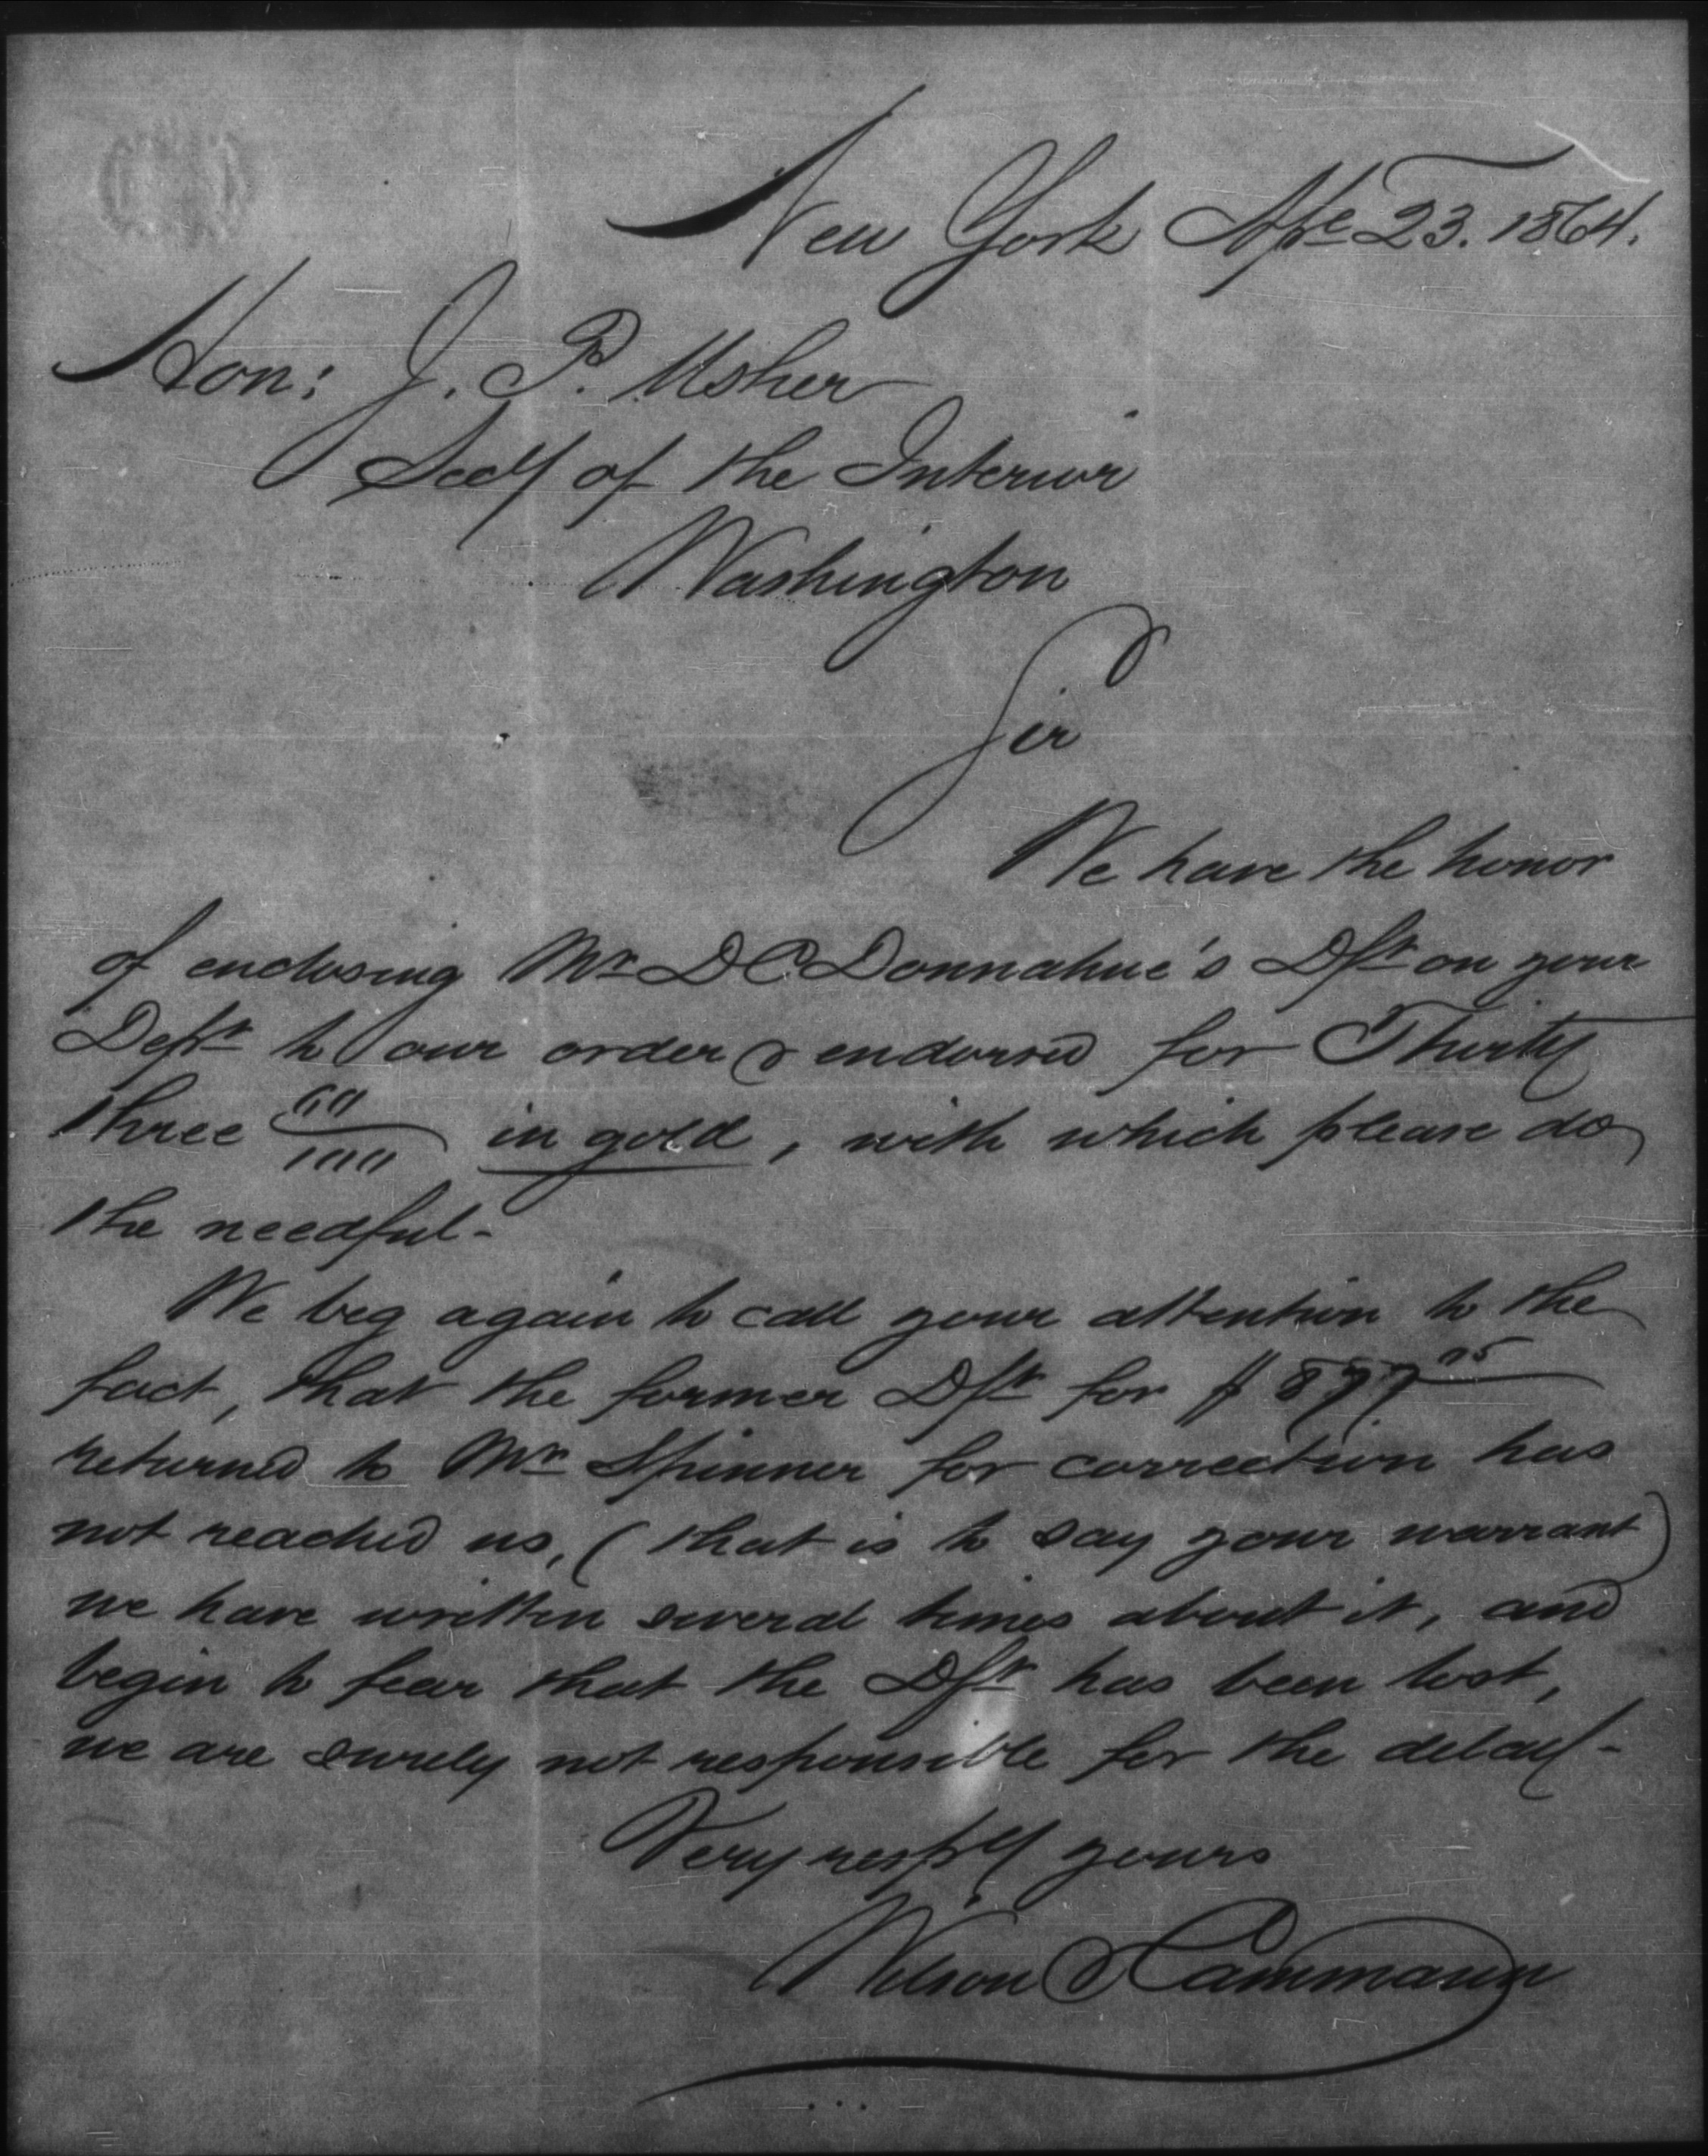 New York Apl 23. 1864.
Hon: J. P. Usher
Secy of the Interior
Washington
Sir
We have the honor
of enclosing Mr D C Donnahue's Dft on your
Dept to our order & endorsed for Thirty
three 00/100 in gold, with which please do
the needful -
We beg again to call your attention to the
fact, that the former Dft for $ 877
returned to Mr Spinner for correction has
not reached us, (that is to say your warrant)
we have written several times about it, and
begin to fear that the Dft has been lost,
we are surely not responsible for the delay -
Very respy yours
Nelson & Cammann